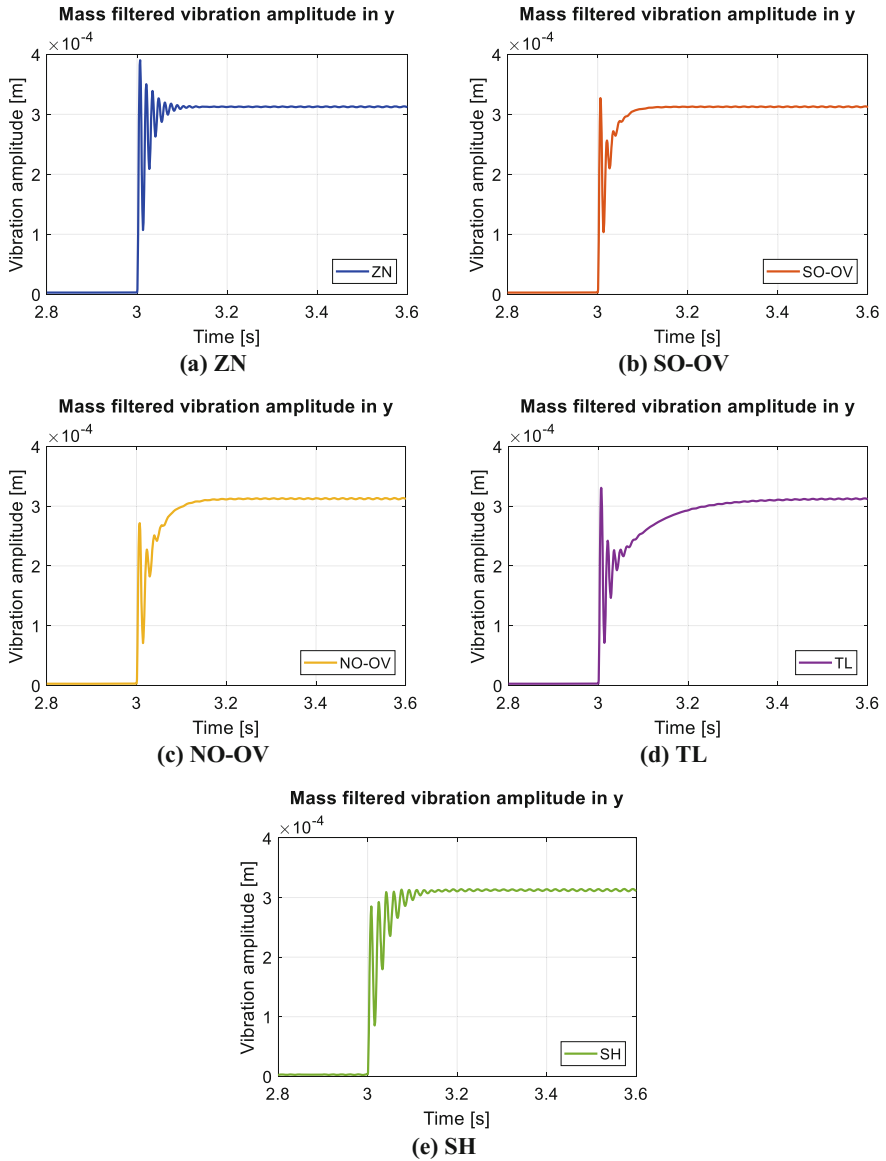 Mass filtered vibration amplitude in y
×10-4
Vibration amplitude [m]
4
3
2
1
0
ZN
2.8 3 3.2 3.4 3.6
Time [s]
(a) ZN
Mass filtered vibration amplitude in y
×10-4
Vibration amplitude [m]
4
3
2
1
0
SO-OV
2.8 3 3.2 3.4 3.6
Time [s]
(b) SO-OV
Mass filtered vibration amplitude in y
×10-4
Vibration amplitude [m]
4
3
2
1
0
NO-OV
2.8 3 3.2 3.4 3.6
Time [s]
(c) NO-OV
Mass filtered vibration amplitude in y
×10-4
Vibration amplitude [m]
4
3
2
1
0
TL
2.8 3 3.2 3.4 3.6
Time [s]
(d) TL
Mass filtered vibration amplitude in y
×10-4
Vibration amplitude [m]
4
3
2
1
0
SH
2.8 3 3.2 3.4 3.6
Time [s]
(e) SH